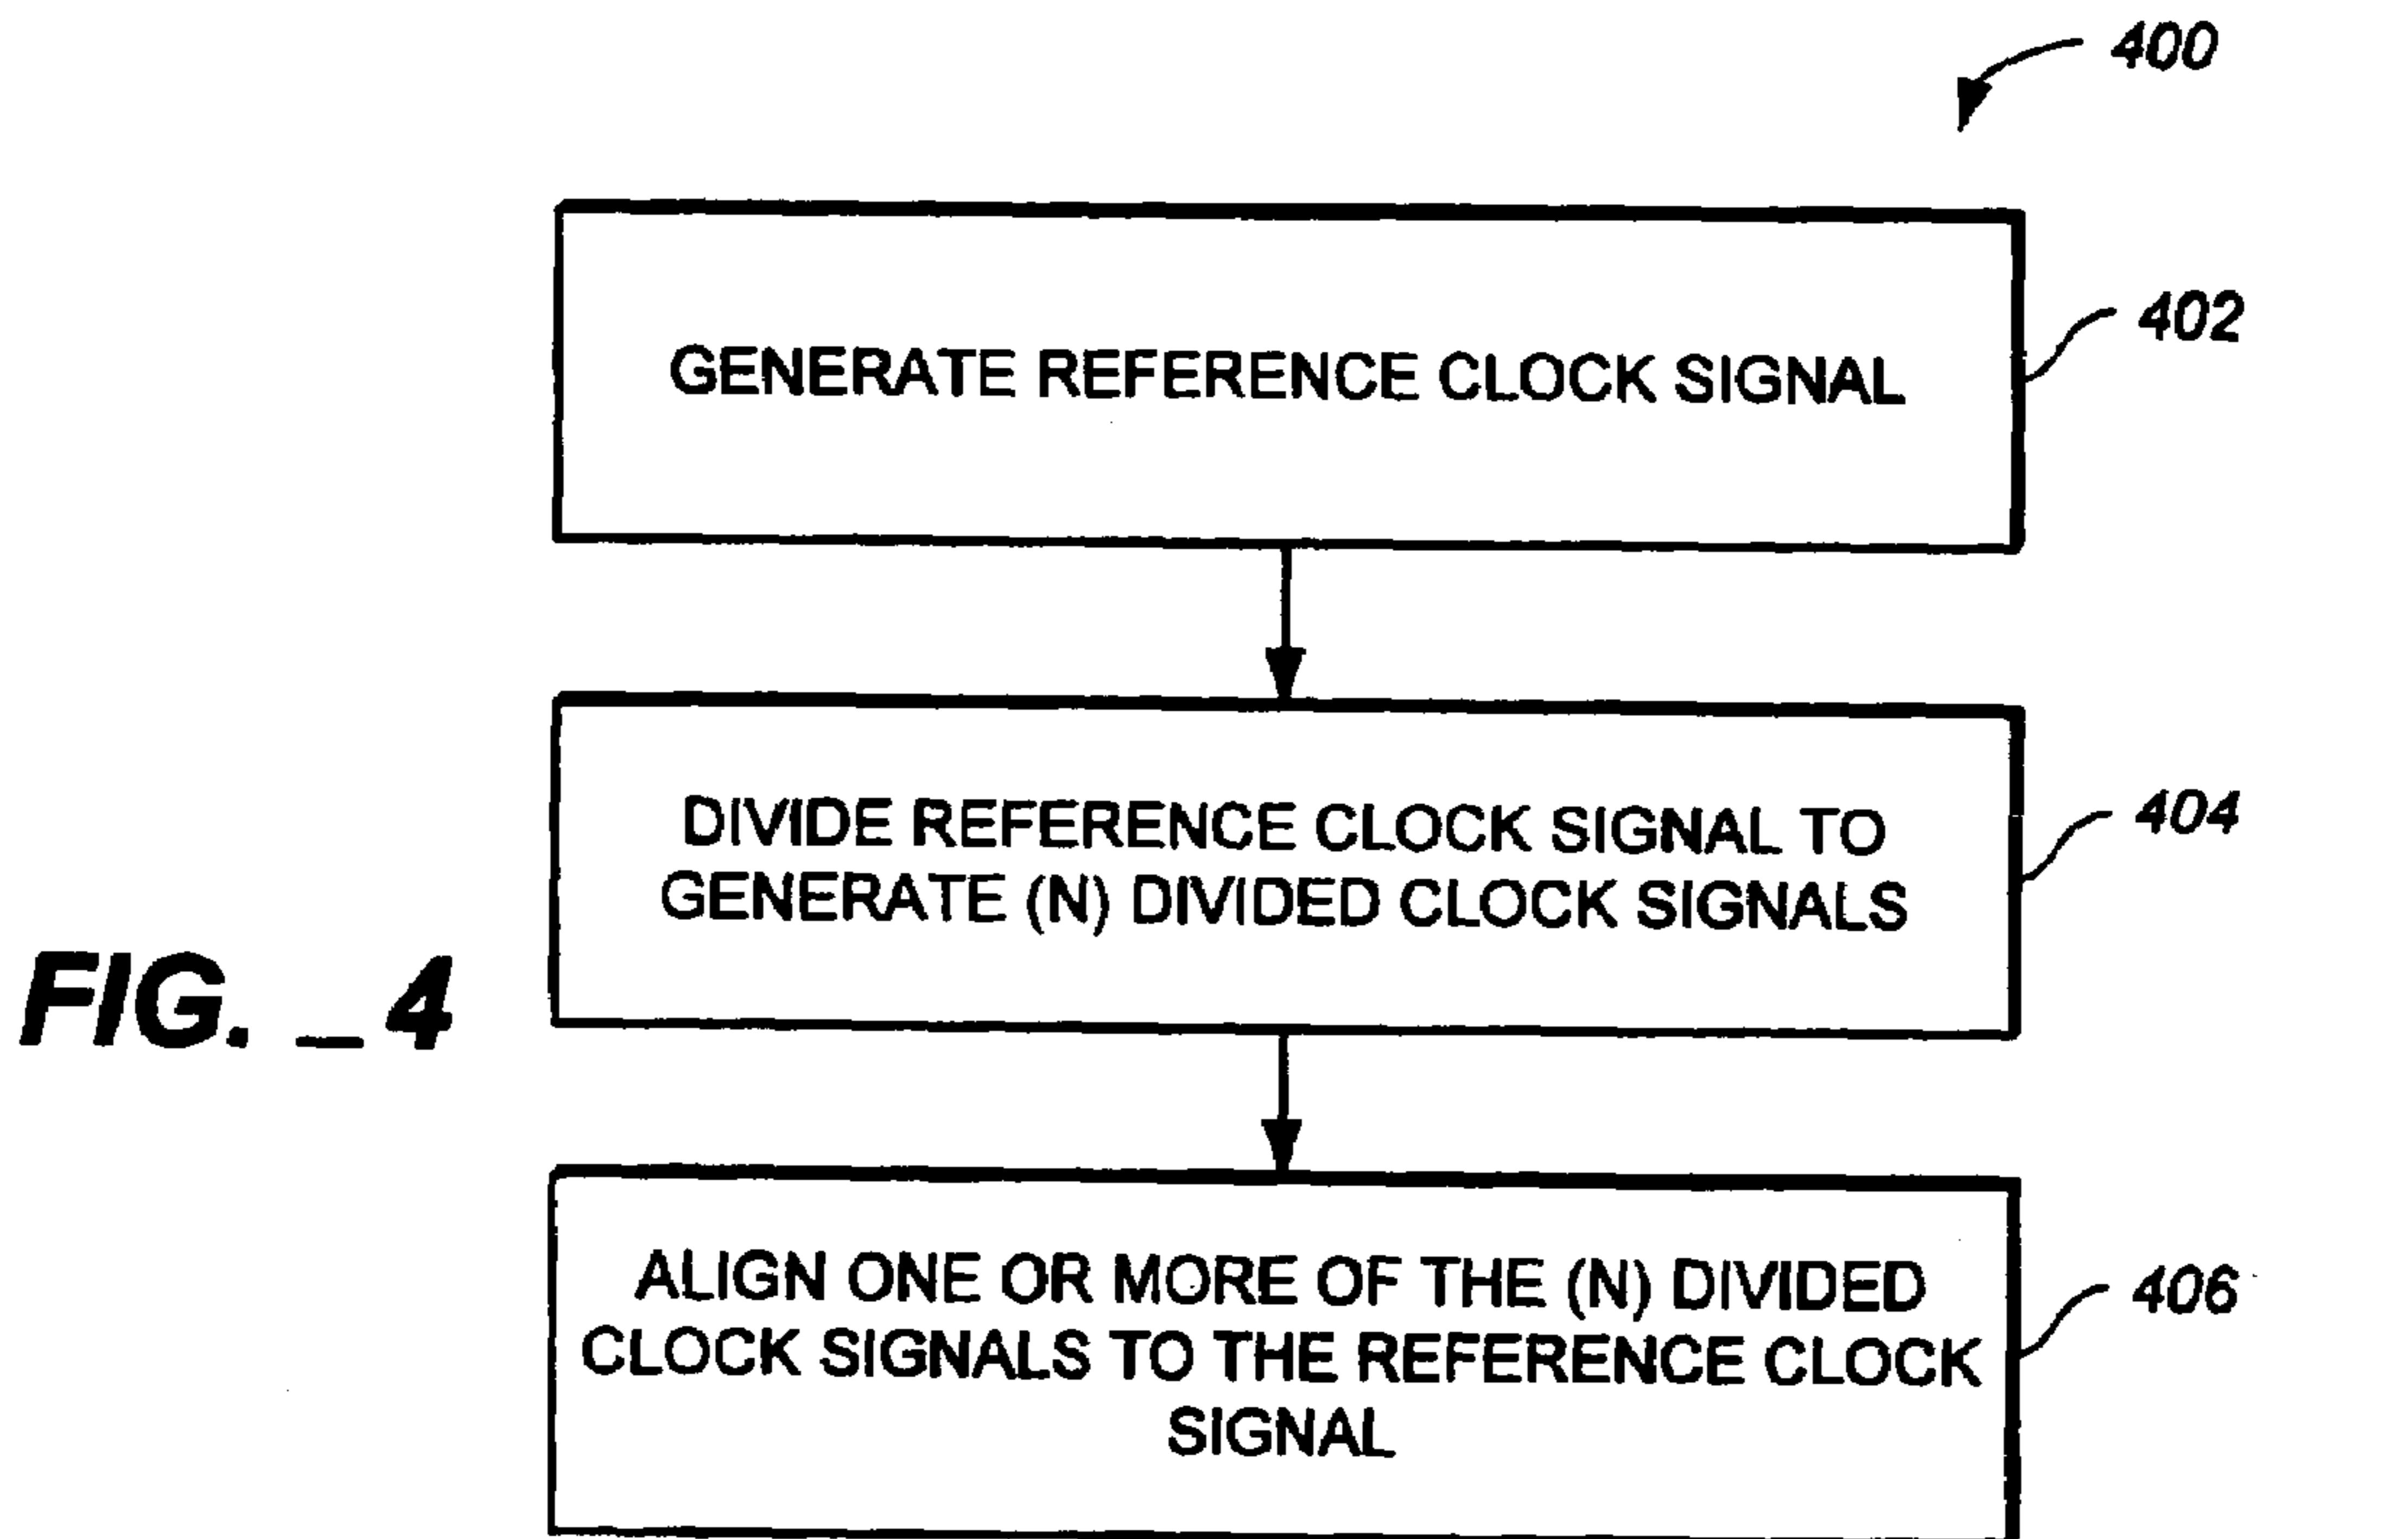 400
GENERATE REFERENCE CLOCK SIGNAL
402
DIVIDE REFERENCE CLOCK SIGNAL TO
GENERATE (N) DIVIDED CLOCK SIGNALS
404
FIG._4
ALIGN ONE OR MORE OF THE (N) DIVIDED
CLOCK SIGNALS TO THE REFERENCE CLOCK
SIGNAL
406